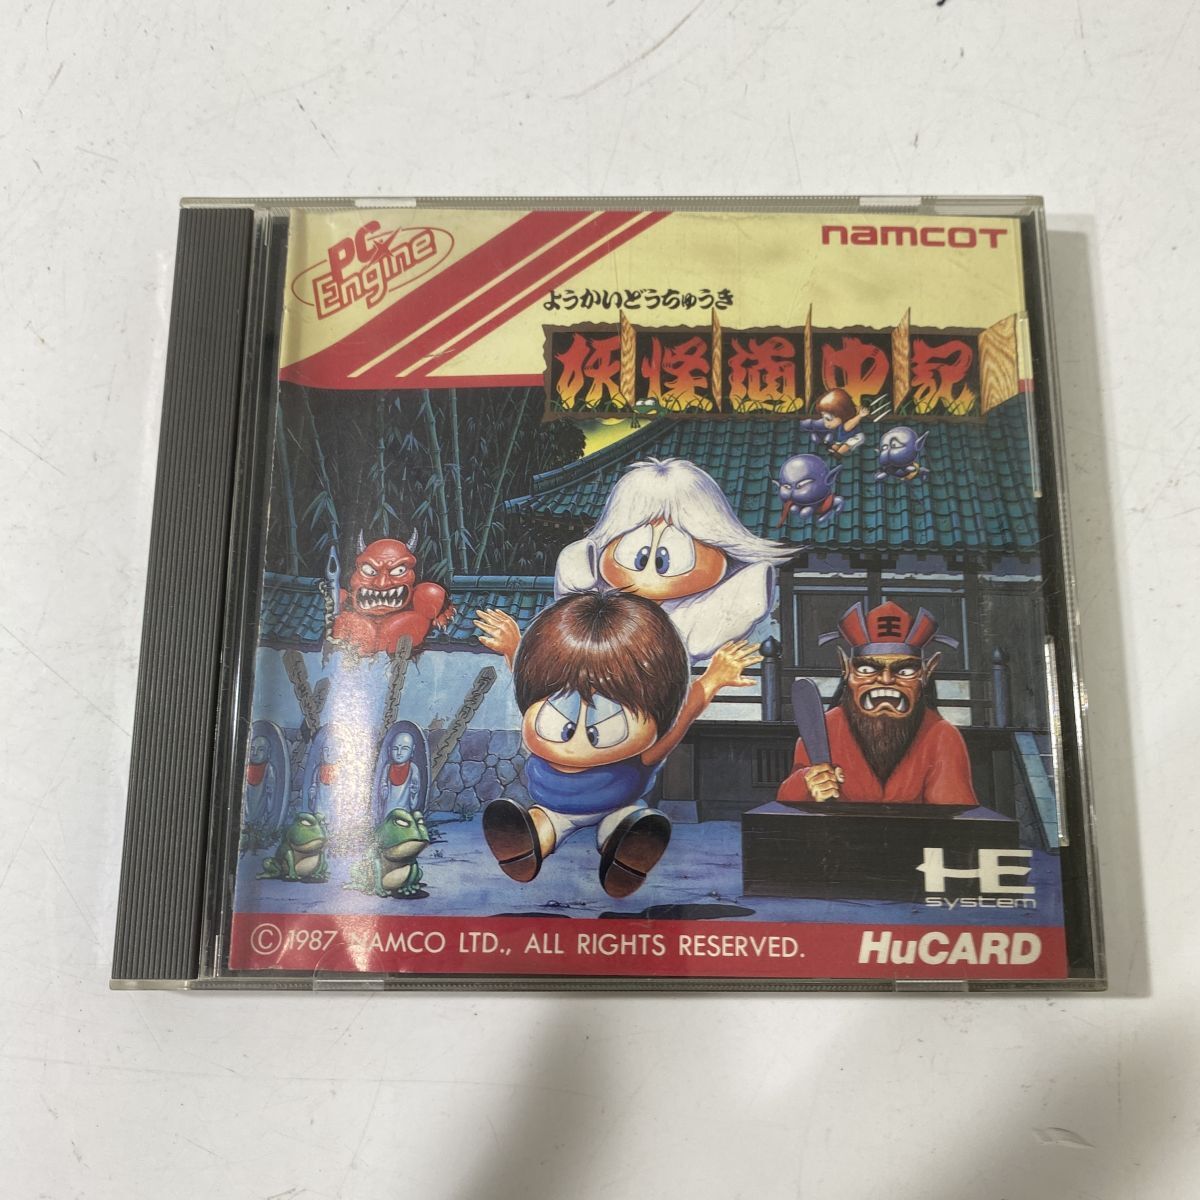 PC Engine
namcoT
ようかいどうちゅうき
妖怪道中記
王
HE
system
© 1987 NAMCO LTD., ALL RIGHTS RESERVED.
HuCARD